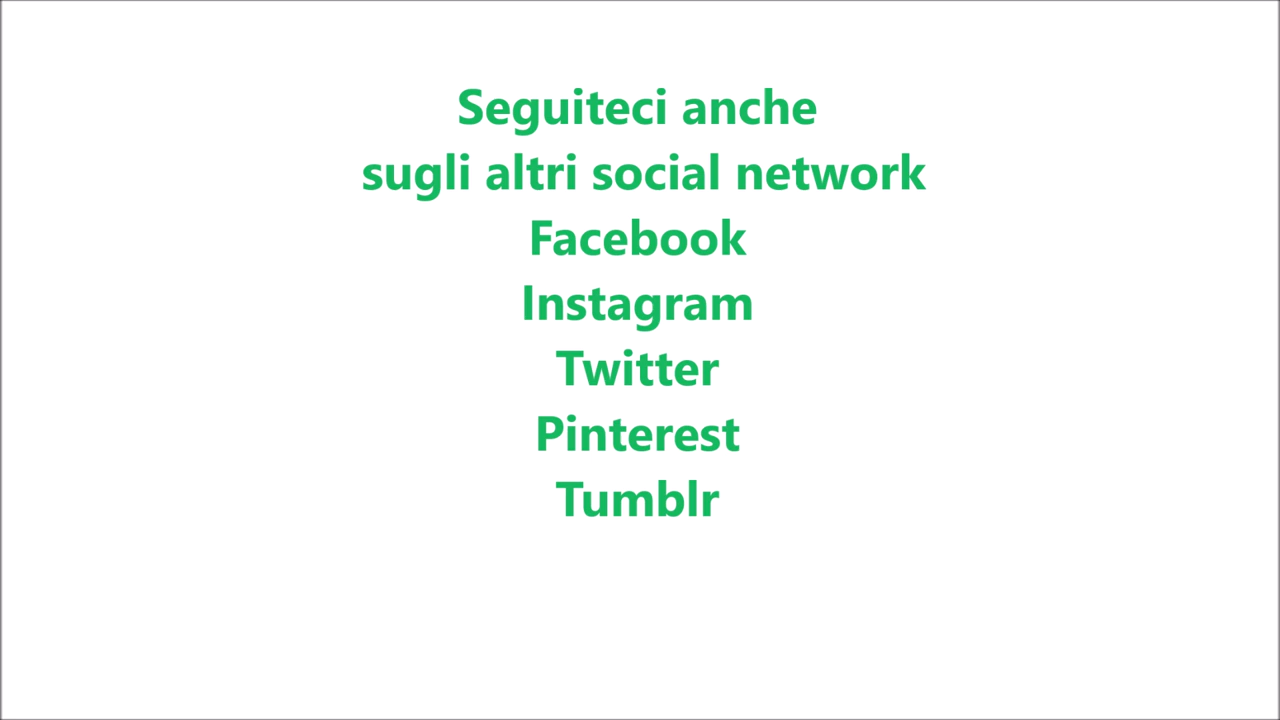 Seguiteci anche
sugli altri social network
Facebook
Instagram
Twitter
Pinterest
Tumblr